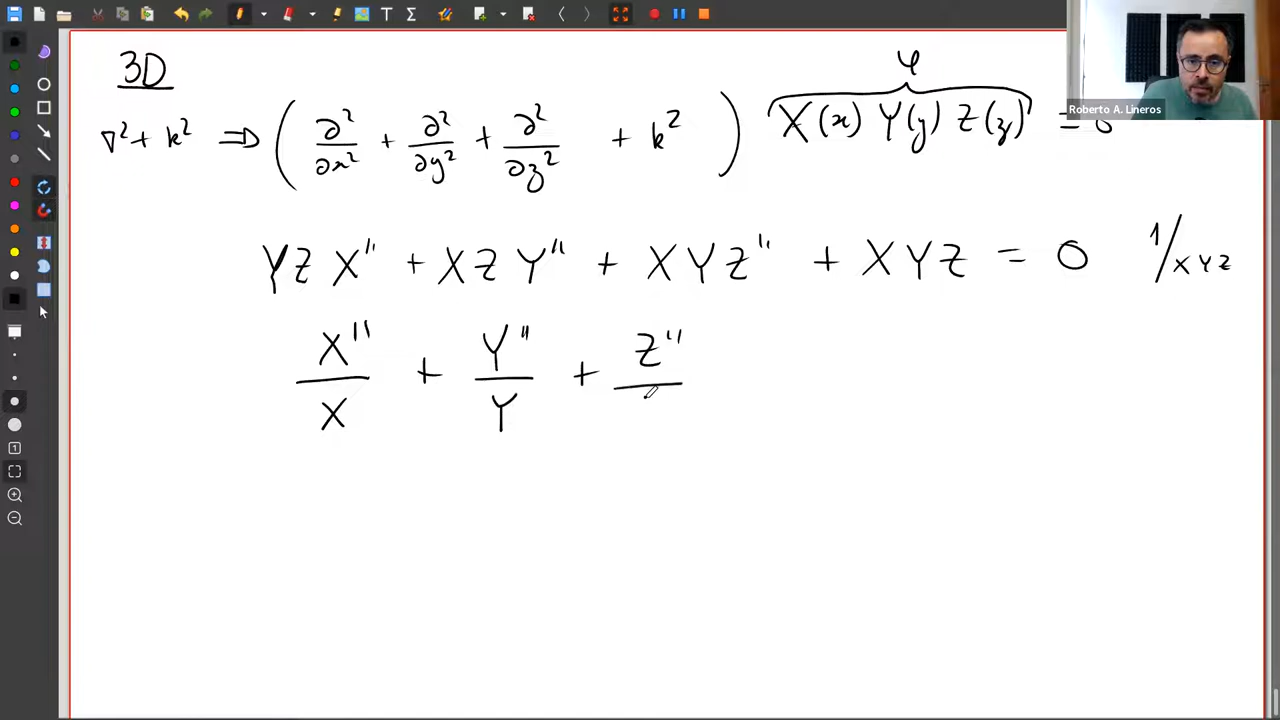 3D
∇² + k² ⇒ ( ∂²/∂x² + ∂²/∂y² + ∂²/∂z² + k² ) X(x) Y(y) Z(z) = 0
φ
YZ X'' + XZ Y'' + XYZ'' + XYZ = 0 1/XYZ
X''/X + Y''/Y + Z''/
Roberto A. Lineros